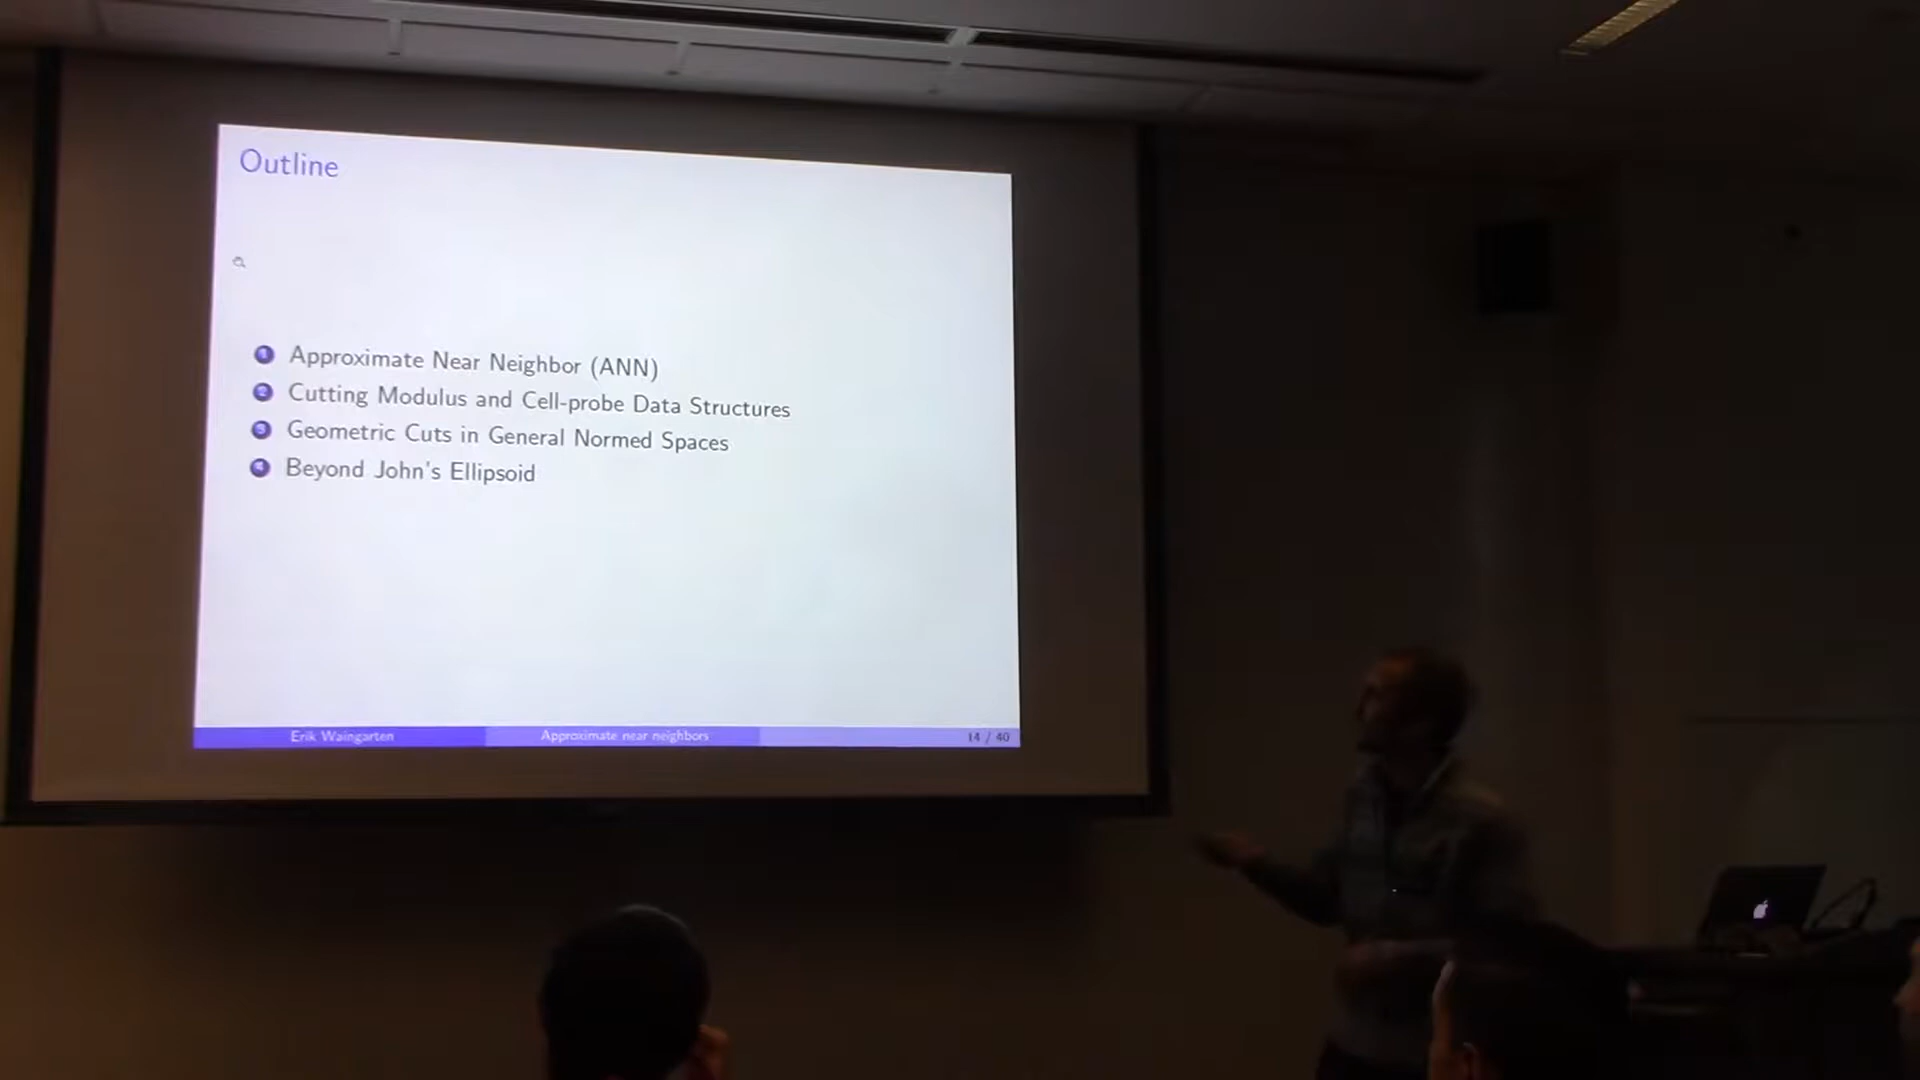 Outline
1 Approximate Near Neighbor (ANN)
2 Cutting Modulus and Cell-probe Data Structures
3 Geometric Cuts in General Normed Spaces
4 Beyond John's Ellipsoid
Erik Waingarten
Approximate near neighbors
14 / 40